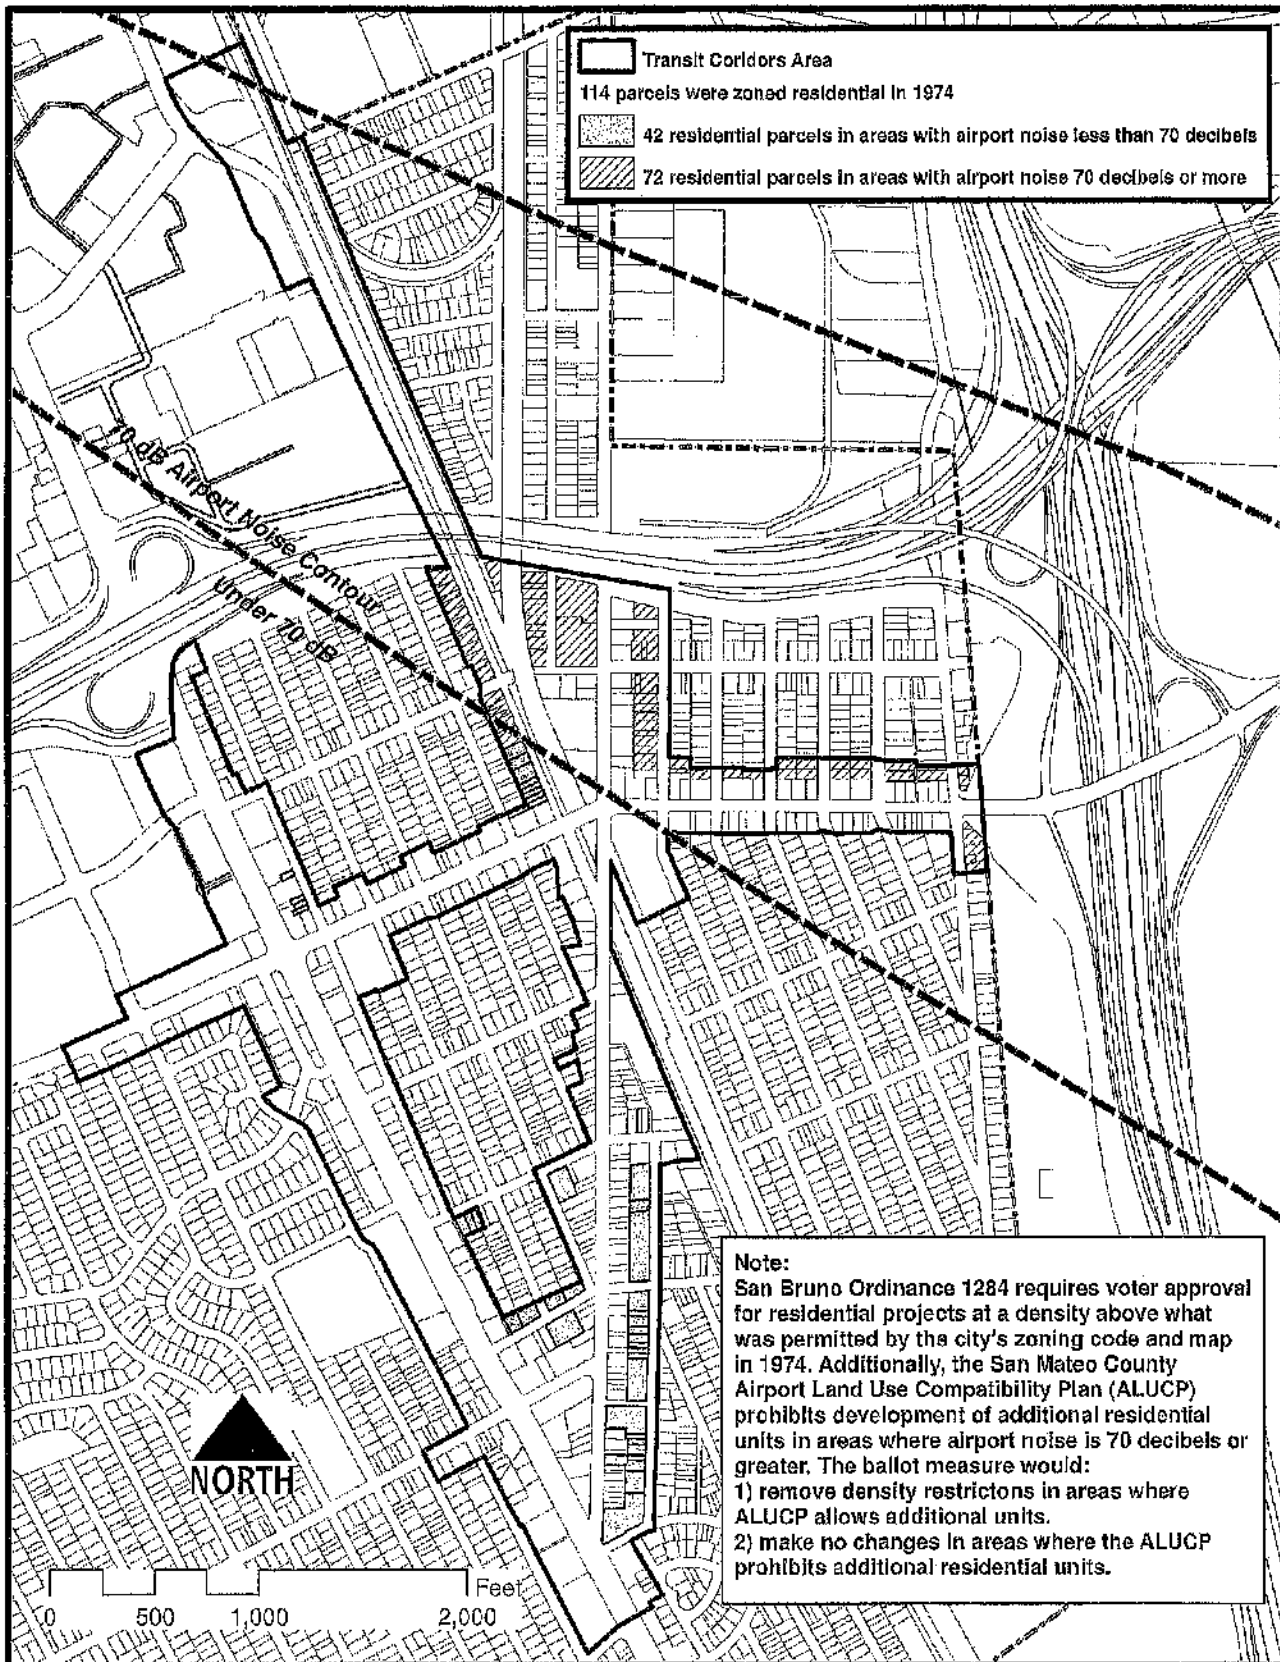 Transit Coridors Area
114 parcels were zoned residential in 1974
42 residential parcels in areas with airport noise less than 70 decibels
72 residential parcels in areas with airport noise 70 decibels or more
70 dB Airport Noise Contour
Under 70 dB
Note:
San Bruno Ordinance 1284 requires voter approval
for residential projects at a density above what
was permitted by the city's zoning code and map
in 1974. Additionally, the San Mateo County
Airport Land Use Compatibility Plan (ALUCP)
prohibits development of additional residential
units in areas where airport noise is 70 decibels or
greater. The ballot measure would:
1) remove density restrictons in areas where
ALUCP allows additional units.
2) make no changes in areas where the ALUCP
prohibits additional residential units.
NORTH
Feet
0 500 1,000 2,000